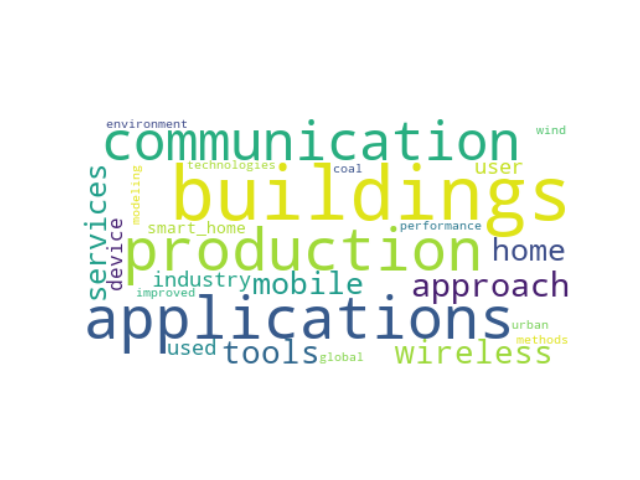 environment
communication
wind
technologies
coal
user
services
modeling
buildings
device
smart_home
performance
production
home
industry
mobile
approach
improved
applications
urban
used
tools
global
wireless
methods